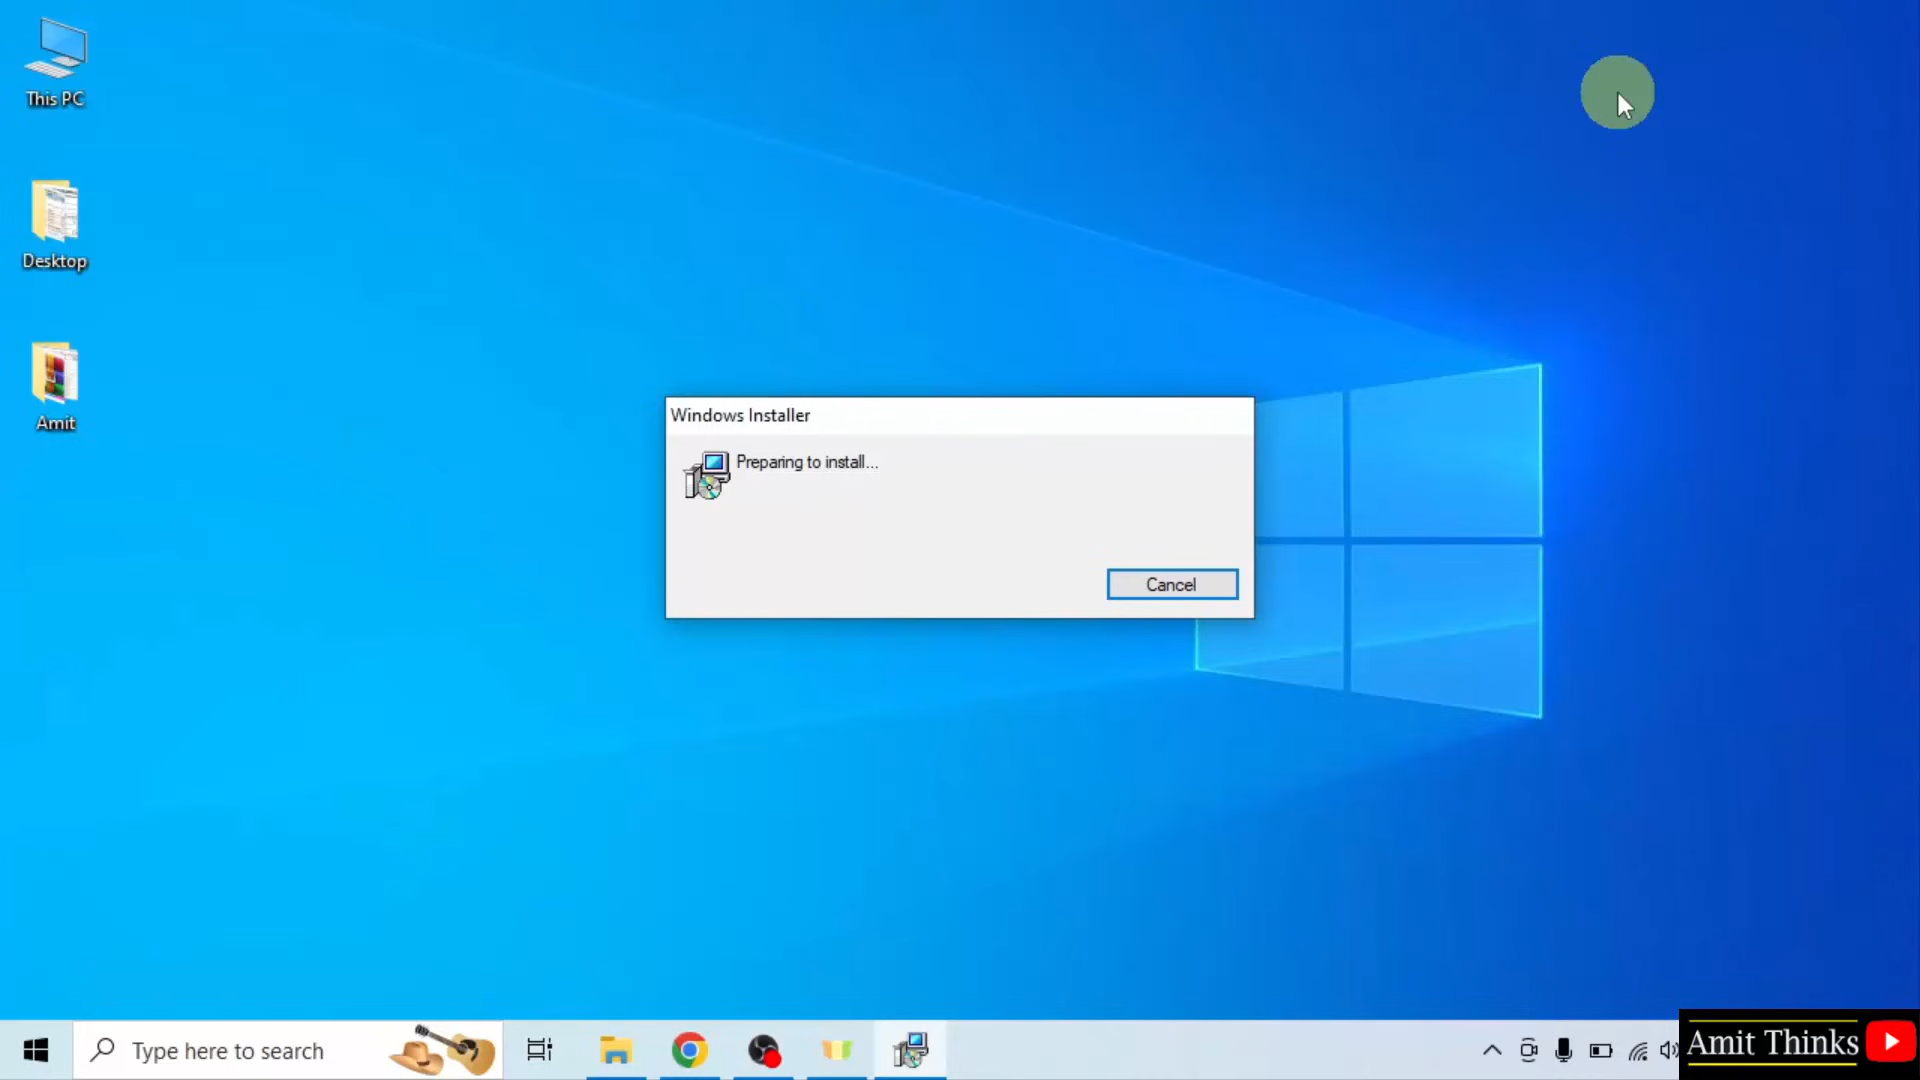 This PC
Desktop
Amit
Windows Installer
Preparing to install...
Cancel
Type here to search
Amit Thinks